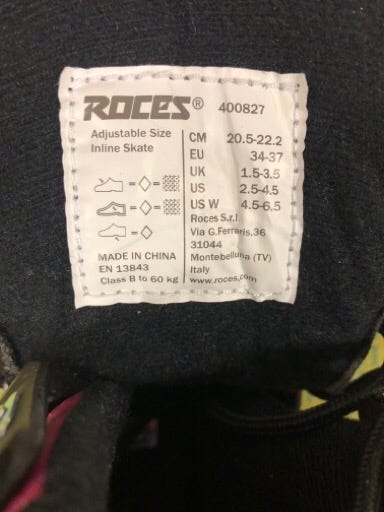 ROCES® 400827
Adjustable Size
Inline Skate
CM 20.5-22.2
EU 34-37
UK 1.5-3.5
US 2.5-4.5
US W 4.5-6.5
Roces S.r.l.
Via G.Ferraris,36
31044
Montebelluna (TV)
Italy
www.roces.com
= =
= =
=
MADE IN CHINA
EN 13843
Class B to 60 kg